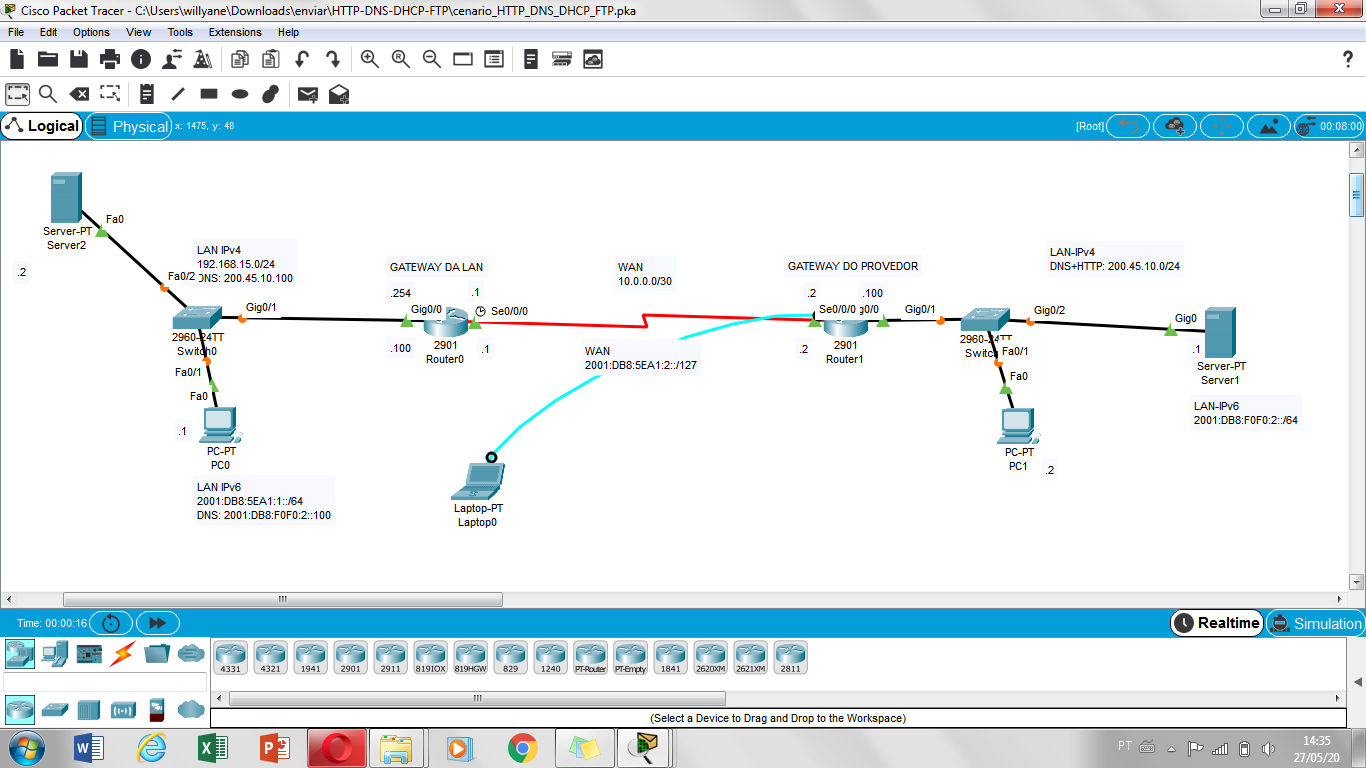 Cisco Packet Tracer - C:\Users\willyane\Downloads\enviar\HTTP-DNS-DHCP-FTP\cenario_HTTP_DNS_DHCP_FTP.pka
File Edit Options View Tools Extensions Help
Logical Physical x: 1475, y: 48 [Root] 00:08:00
Server-PT
Server2
Fa0
.2
LAN IPv4
192.168.15.0/24
DNS: 200.45.10.100
Fa0/2
Gig0/1
2960-24TT
Switch0
Fa0/1
Fa0
.1
PC-PT
PC0
LAN IPv6
2001:DB8:5EA1:1::/64
DNS: 2001:DB8:F0F0:2::100
GATEWAY DA LAN
.254
.1
Gig0/0
Se0/0/0
.100
2901
Router0
.1
WAN
10.0.0.0/30
WAN
2001:DB8:5EA1:2::/127
Laptop-PT
Laptop0
GATEWAY DO PROVEDOR
.2
.100
Se0/0/0
g0/0
Gig0/1
.2
2901
Router1
LAN-IPv4
DNS+HTTP: 200.45.10.0/24
Gig0/2
Gig0
2960-24TT
Fa0/1
Fa0
PC-PT
PC1
.2
.1
Server-PT
Server1
LAN-IPv6
2001:DB8:F0F0:2::/64
Time: 00:00:16
Realtime Simulation
4331 4321 1941 2901 2911 819IOX 819HGW 829 1240 PT-Router PT-Empty 1841 2620XM 2621XM 2811
(Select a Device to Drag and Drop to the Workspace)
PT
14:35
27/05/20